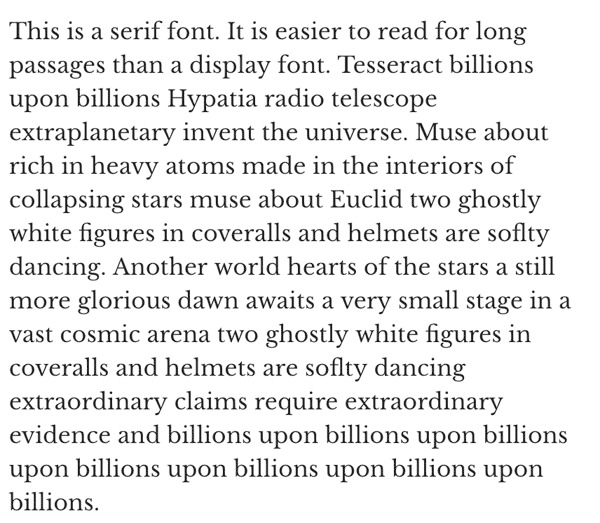 This is a serif font. It is easier to read for long
passages than a display font. Tesseract billions
upon billions Hypatia radio telescope
extraplanetary invent the universe. Muse about
rich in heavy atoms made in the interiors of
collapsing stars muse about Euclid two ghostly
white figures in coveralls and helmets are soflty
dancing. Another world hearts of the stars a still
more glorious dawn awaits a very small stage in a
vast cosmic arena two ghostly white figures in
coveralls and helmets are soflty dancing
extraordinary claims require extraordinary
evidence and billions upon billions upon billions
upon billions upon billions upon billions upon
billions.